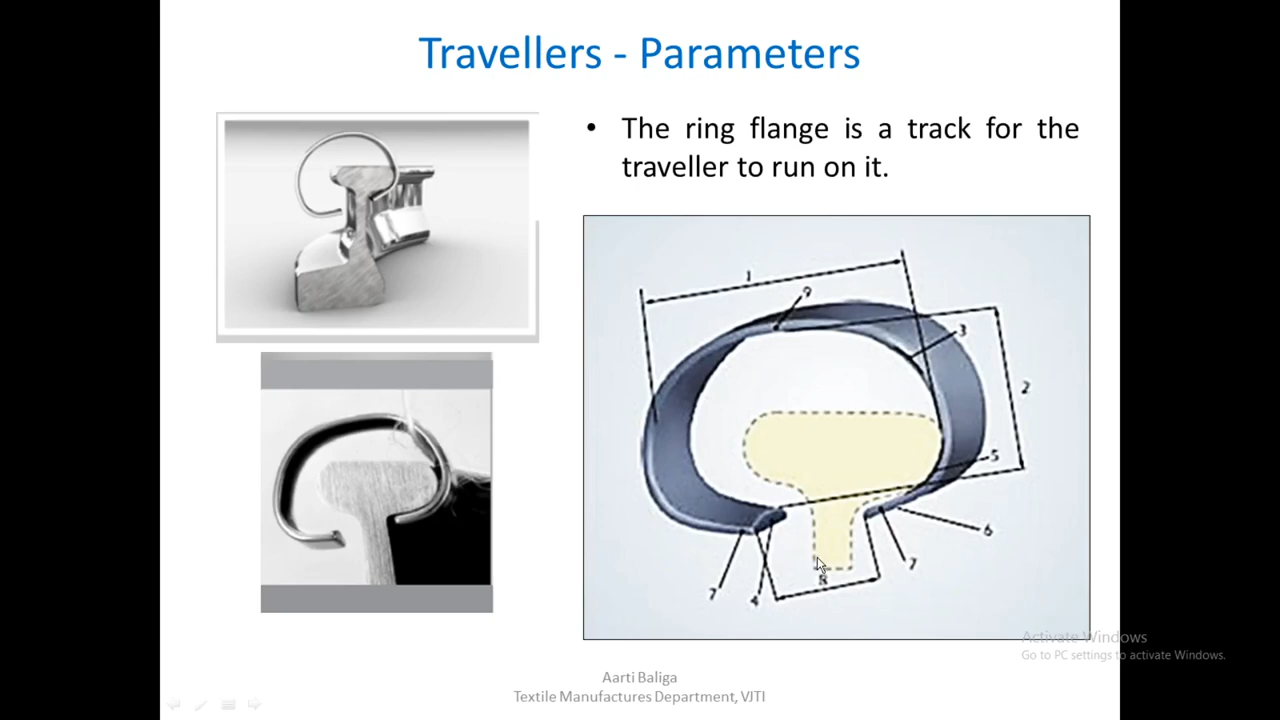 Travellers - Parameters
• The ring flange is a track for the
traveller to run on it.
1
9
3
2
5
6
7
7
4
8
Activate Windows
Go to PC settings to activate Windows.
Aarti Baliga
Textile Manufactures Department, VJTI